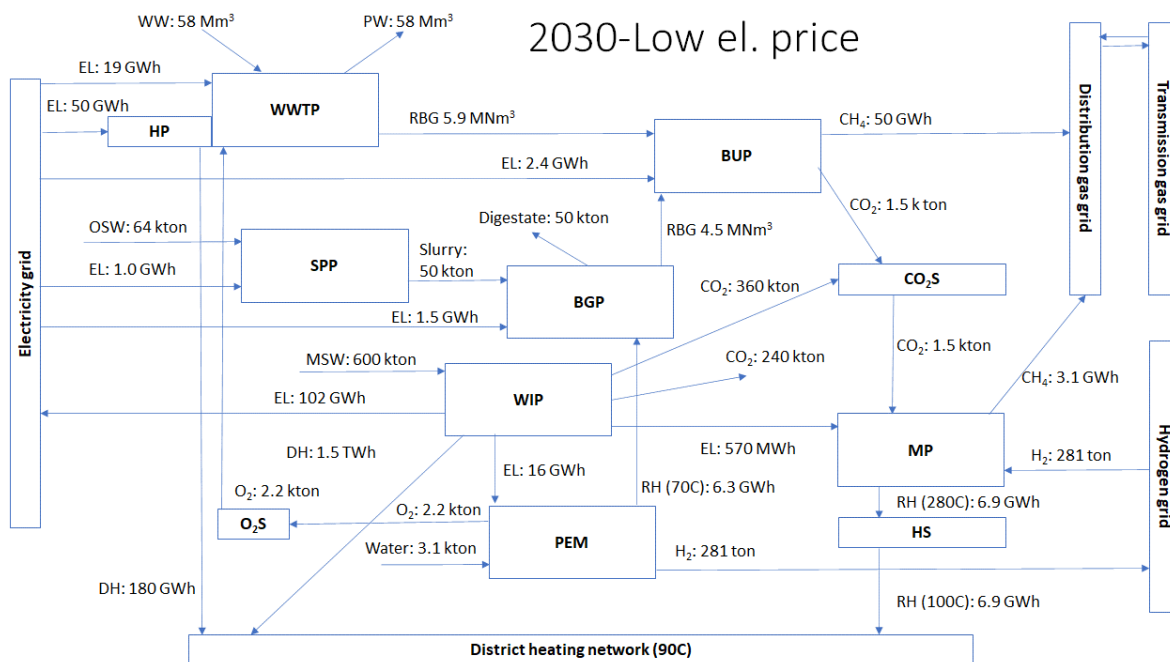 2030-Low el. price
WW: 58 Mm³
PW: 58 Mm³
EL: 19 GWh
EL: 50 GWh
HP
WWTP
RBG 5.9 MNm³
EL: 2.4 GWh
BUP
CH₄: 50 GWh
Distribution gas grid
Transmission gas grid
OSW: 64 kton
EL: 1.0 GWh
SPP
Slurry:
50 kton
Digestate: 50 kton
RBG 4.5 MNm³
CO₂: 1.5 k ton
Electricity grid
EL: 1.5 GWh
BGP
CO₂: 360 kton
CO₂S
MSW: 600 kton
CO₂: 240 kton
CO₂: 1.5 kton
CH₄: 3.1 GWh
EL: 102 GWh
WIP
EL: 570 MWh
MP
H₂: 281 ton
Hydrogen grid
DH: 1.5 TWh
EL: 16 GWh
RH (70C): 6.3 GWh
RH (280C): 6.9 GWh
O₂: 2.2 kton
O₂S
O₂: 2.2 kton
Water: 3.1 kton
PEM
H₂: 281 ton
HS
DH: 180 GWh
RH (100C): 6.9 GWh
District heating network (90C)